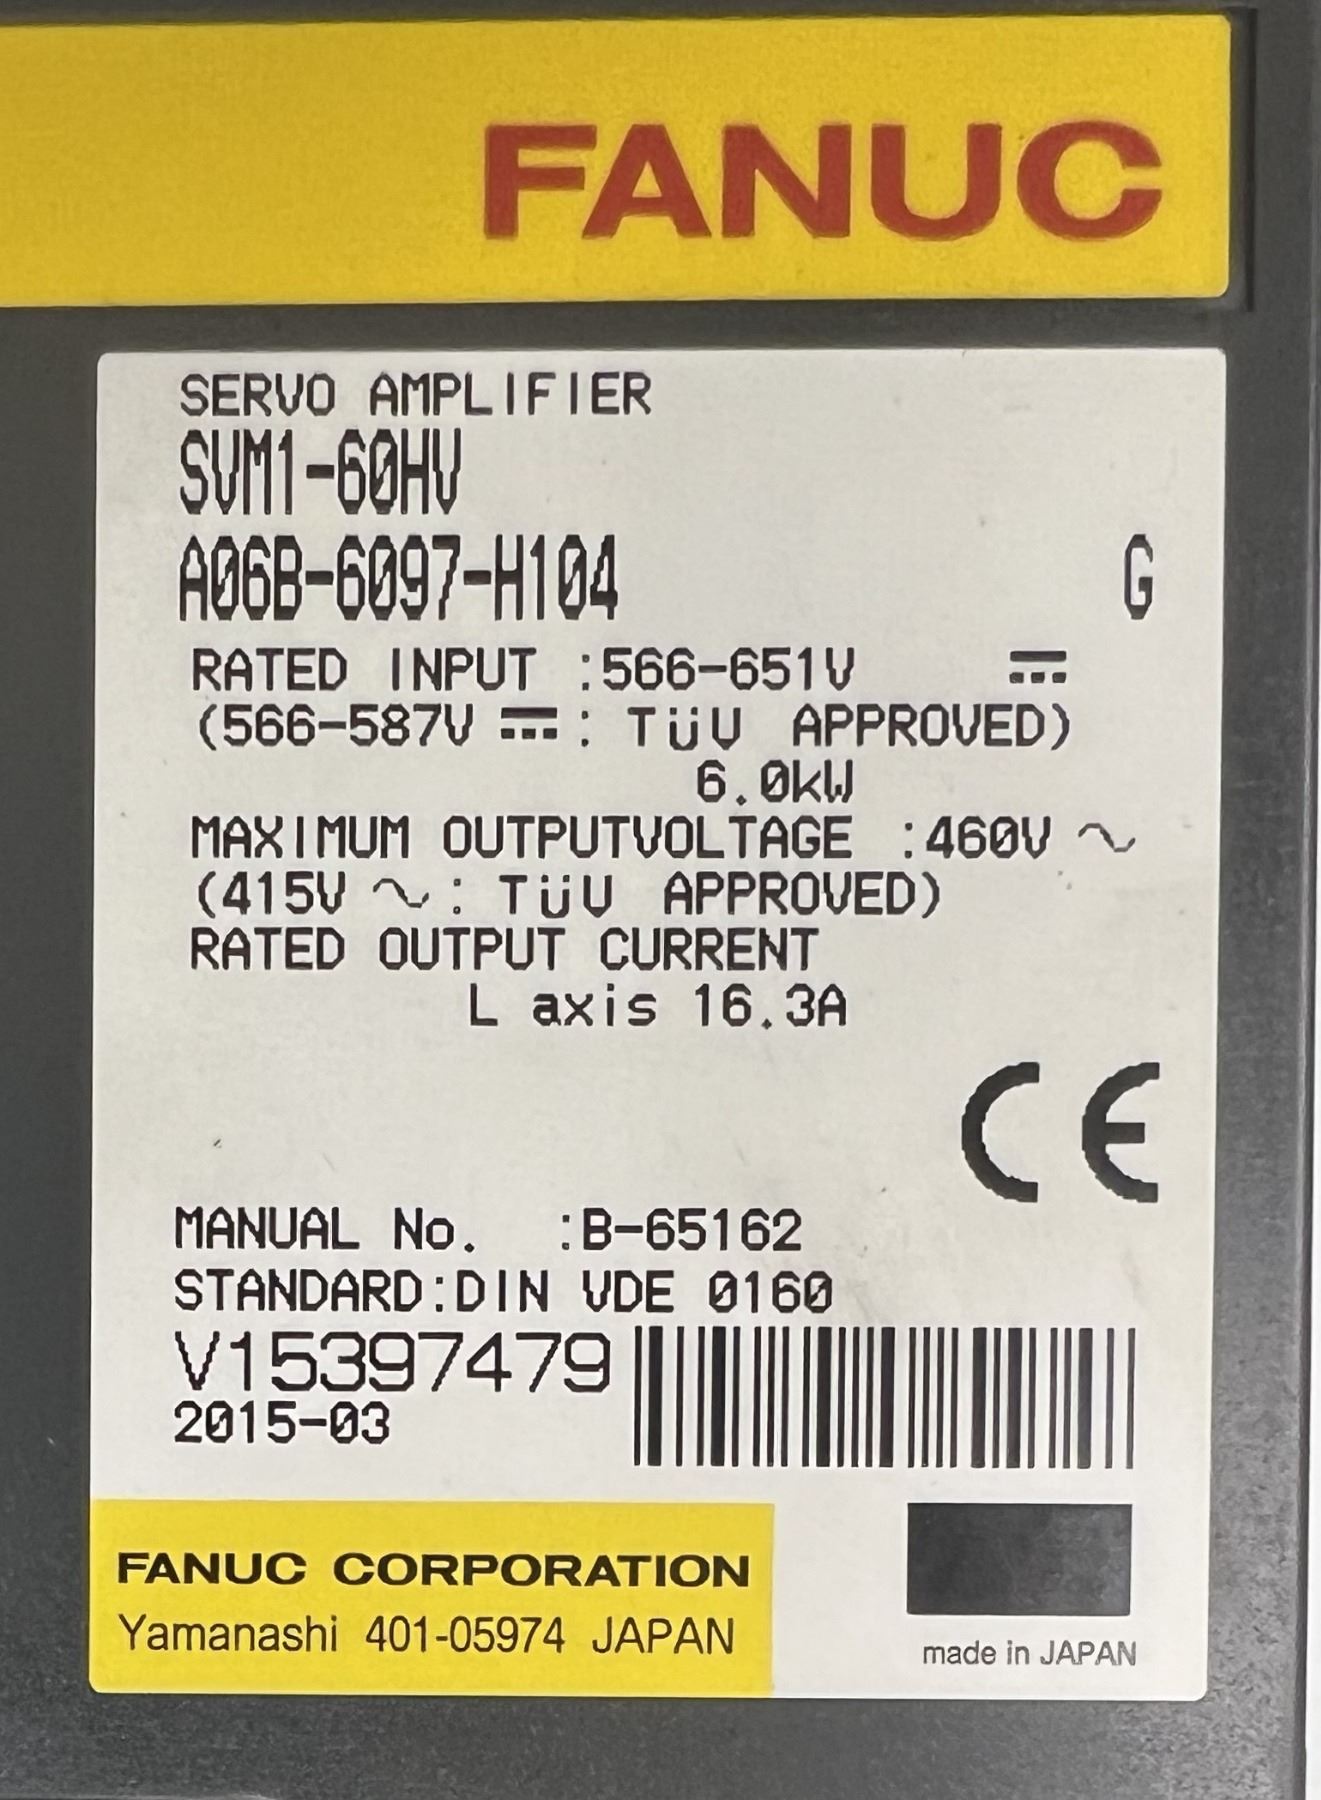 FANUC
SERVO AMPLIFIER
SVM1-60HV
A06B-6097-H104 G
RATED INPUT :566-651V ⎓
(566-587V ⎓ : TüV APPROVED)
6.0kW
MAXIMUM OUTPUTVOLTAGE :460V ~
(415V ~ : TüV APPROVED)
RATED OUTPUT CURRENT
L axis 16.3A
CE
MANUAL No. :B-65162
STANDARD:DIN VDE 0160
V15397479
2015-03
FANUC CORPORATION
Yamanashi 401-05974 JAPAN
made in JAPAN